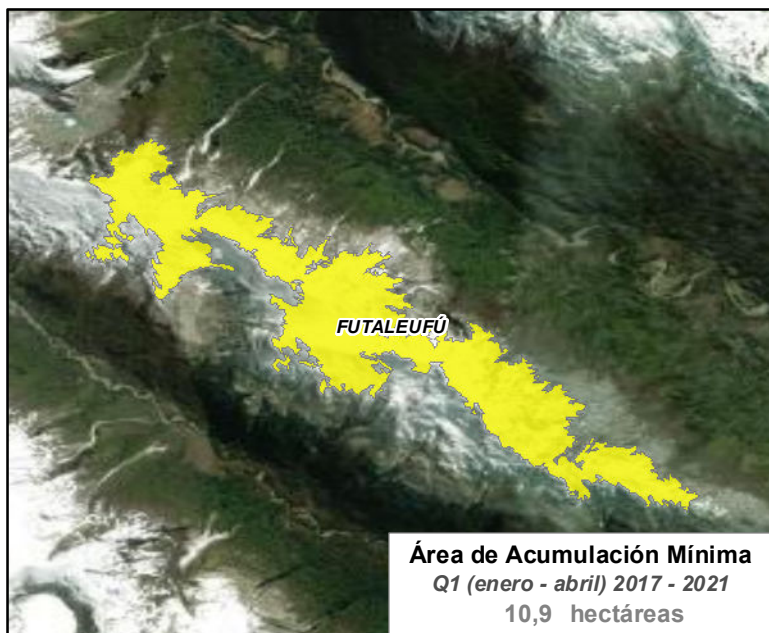 FUTALEUFÚ
Área de Acumulación Mínima
Q1 (enero - abril) 2017 - 2021
10,9 hectáreas